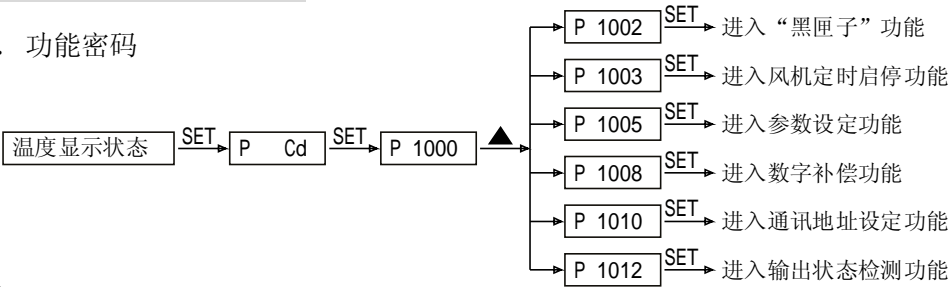 . 功能密码
温度显示状态 SET P Cd SET P 1000 ▲
P 1002 SET 进入“黑匣子”功能
P 1003 SET 进入风机定时启停功能
P 1005 SET 进入参数设定功能
P 1008 SET 进入数字补偿功能
P 1010 SET 进入通讯地址设定功能
P 1012 SET 进入输出状态检测功能